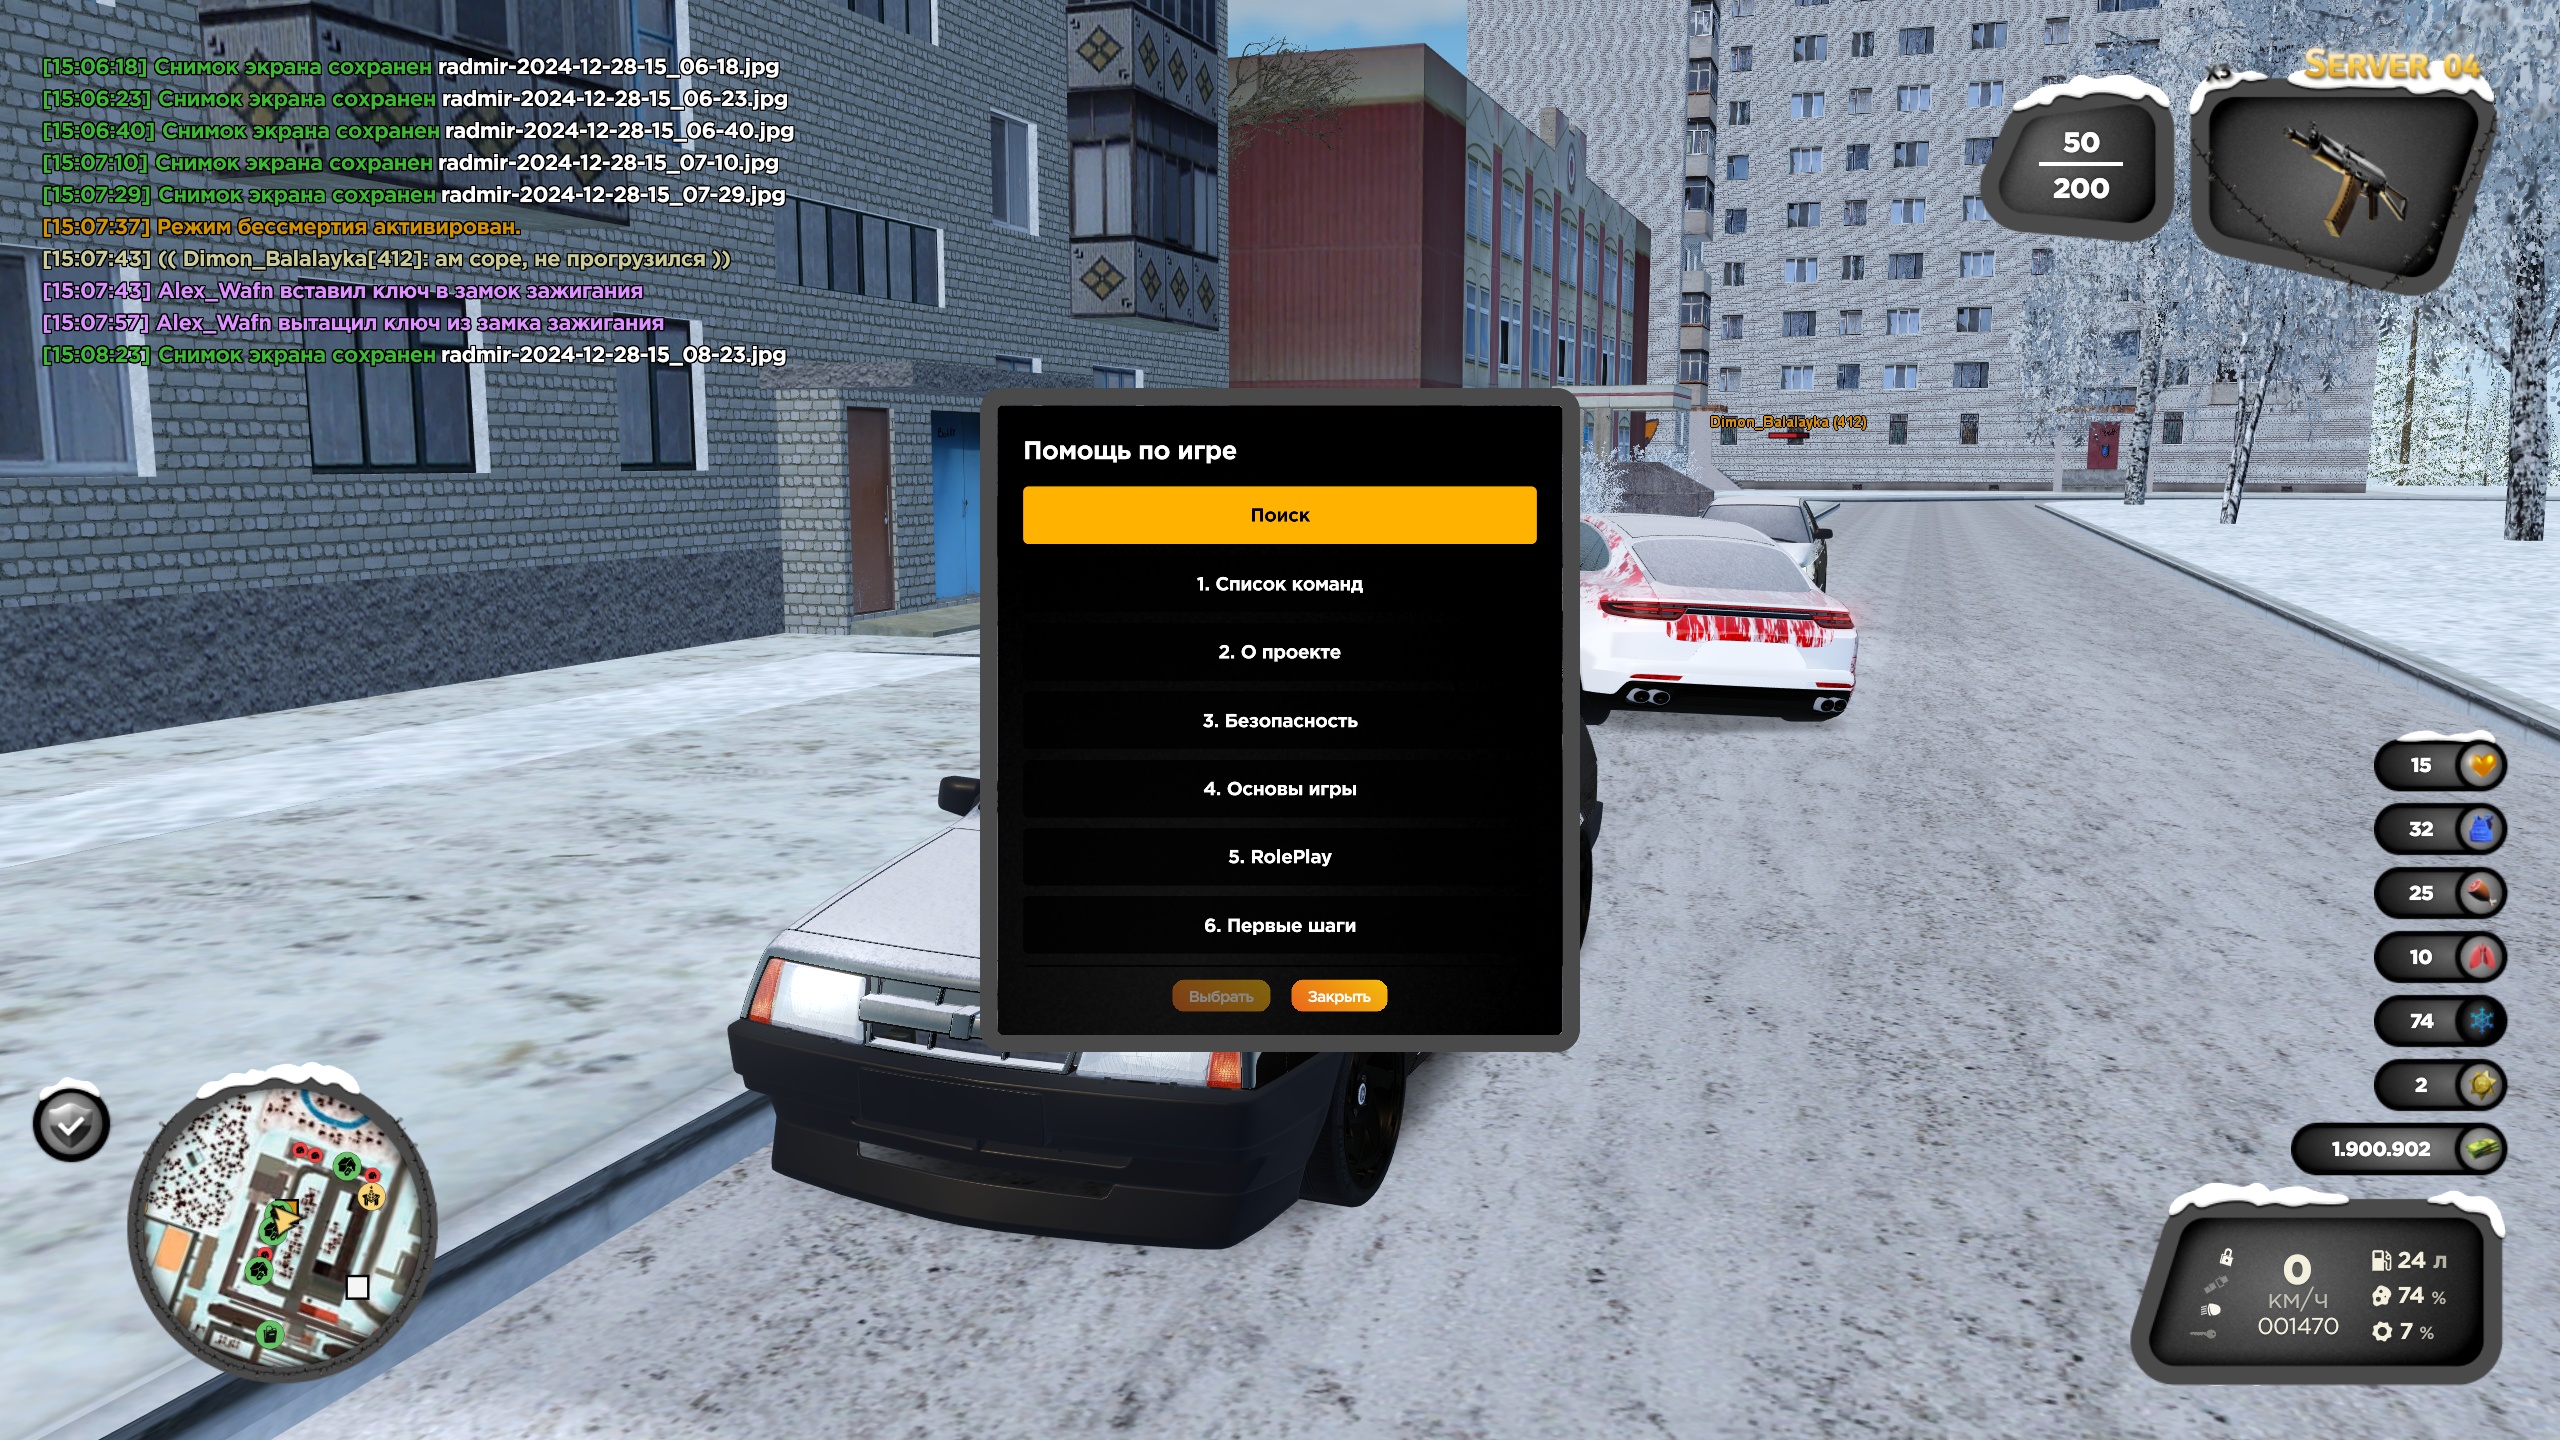 [15:06:18] Снимок экрана сохранен radmir-2024-12-28-15_06-18.jpg
[15:06:23] Снимок экрана сохранен radmir-2024-12-28-15_06-23.jpg
[15:06:40] Снимок экрана сохранен radmir-2024-12-28-15_06-40.jpg
[15:07:10] Снимок экрана сохранен radmir-2024-12-28-15_07-10.jpg
[15:07:29] Снимок экрана сохранен radmir-2024-12-28-15_07-29.jpg
[15:07:37] Режим бессмертия активирован.
[15:07:43] (( Dimon_Balalayka[412]: ам соре, не прогрузился ))
[15:07:43] Alex_Wafn вставил ключ в замок зажигания
[15:07:57] Alex_Wafn вытащил ключ из замка зажигания
[15:08:23] Снимок экрана сохранен radmir-2024-12-28-15_08-23.jpg
X3
Server 04
50
200
Dimon_Balalayka (412)
Помощь по игре
Поиск
1. Список команд
2. О проекте
3. Безопасность
4. Основы игры
5. RolePlay
6. Первые шаги
Выбрать
Закрыть
15
32
25
10
74
2
1.900.902
0
км/ч
001470
24 л
74 %
7 %